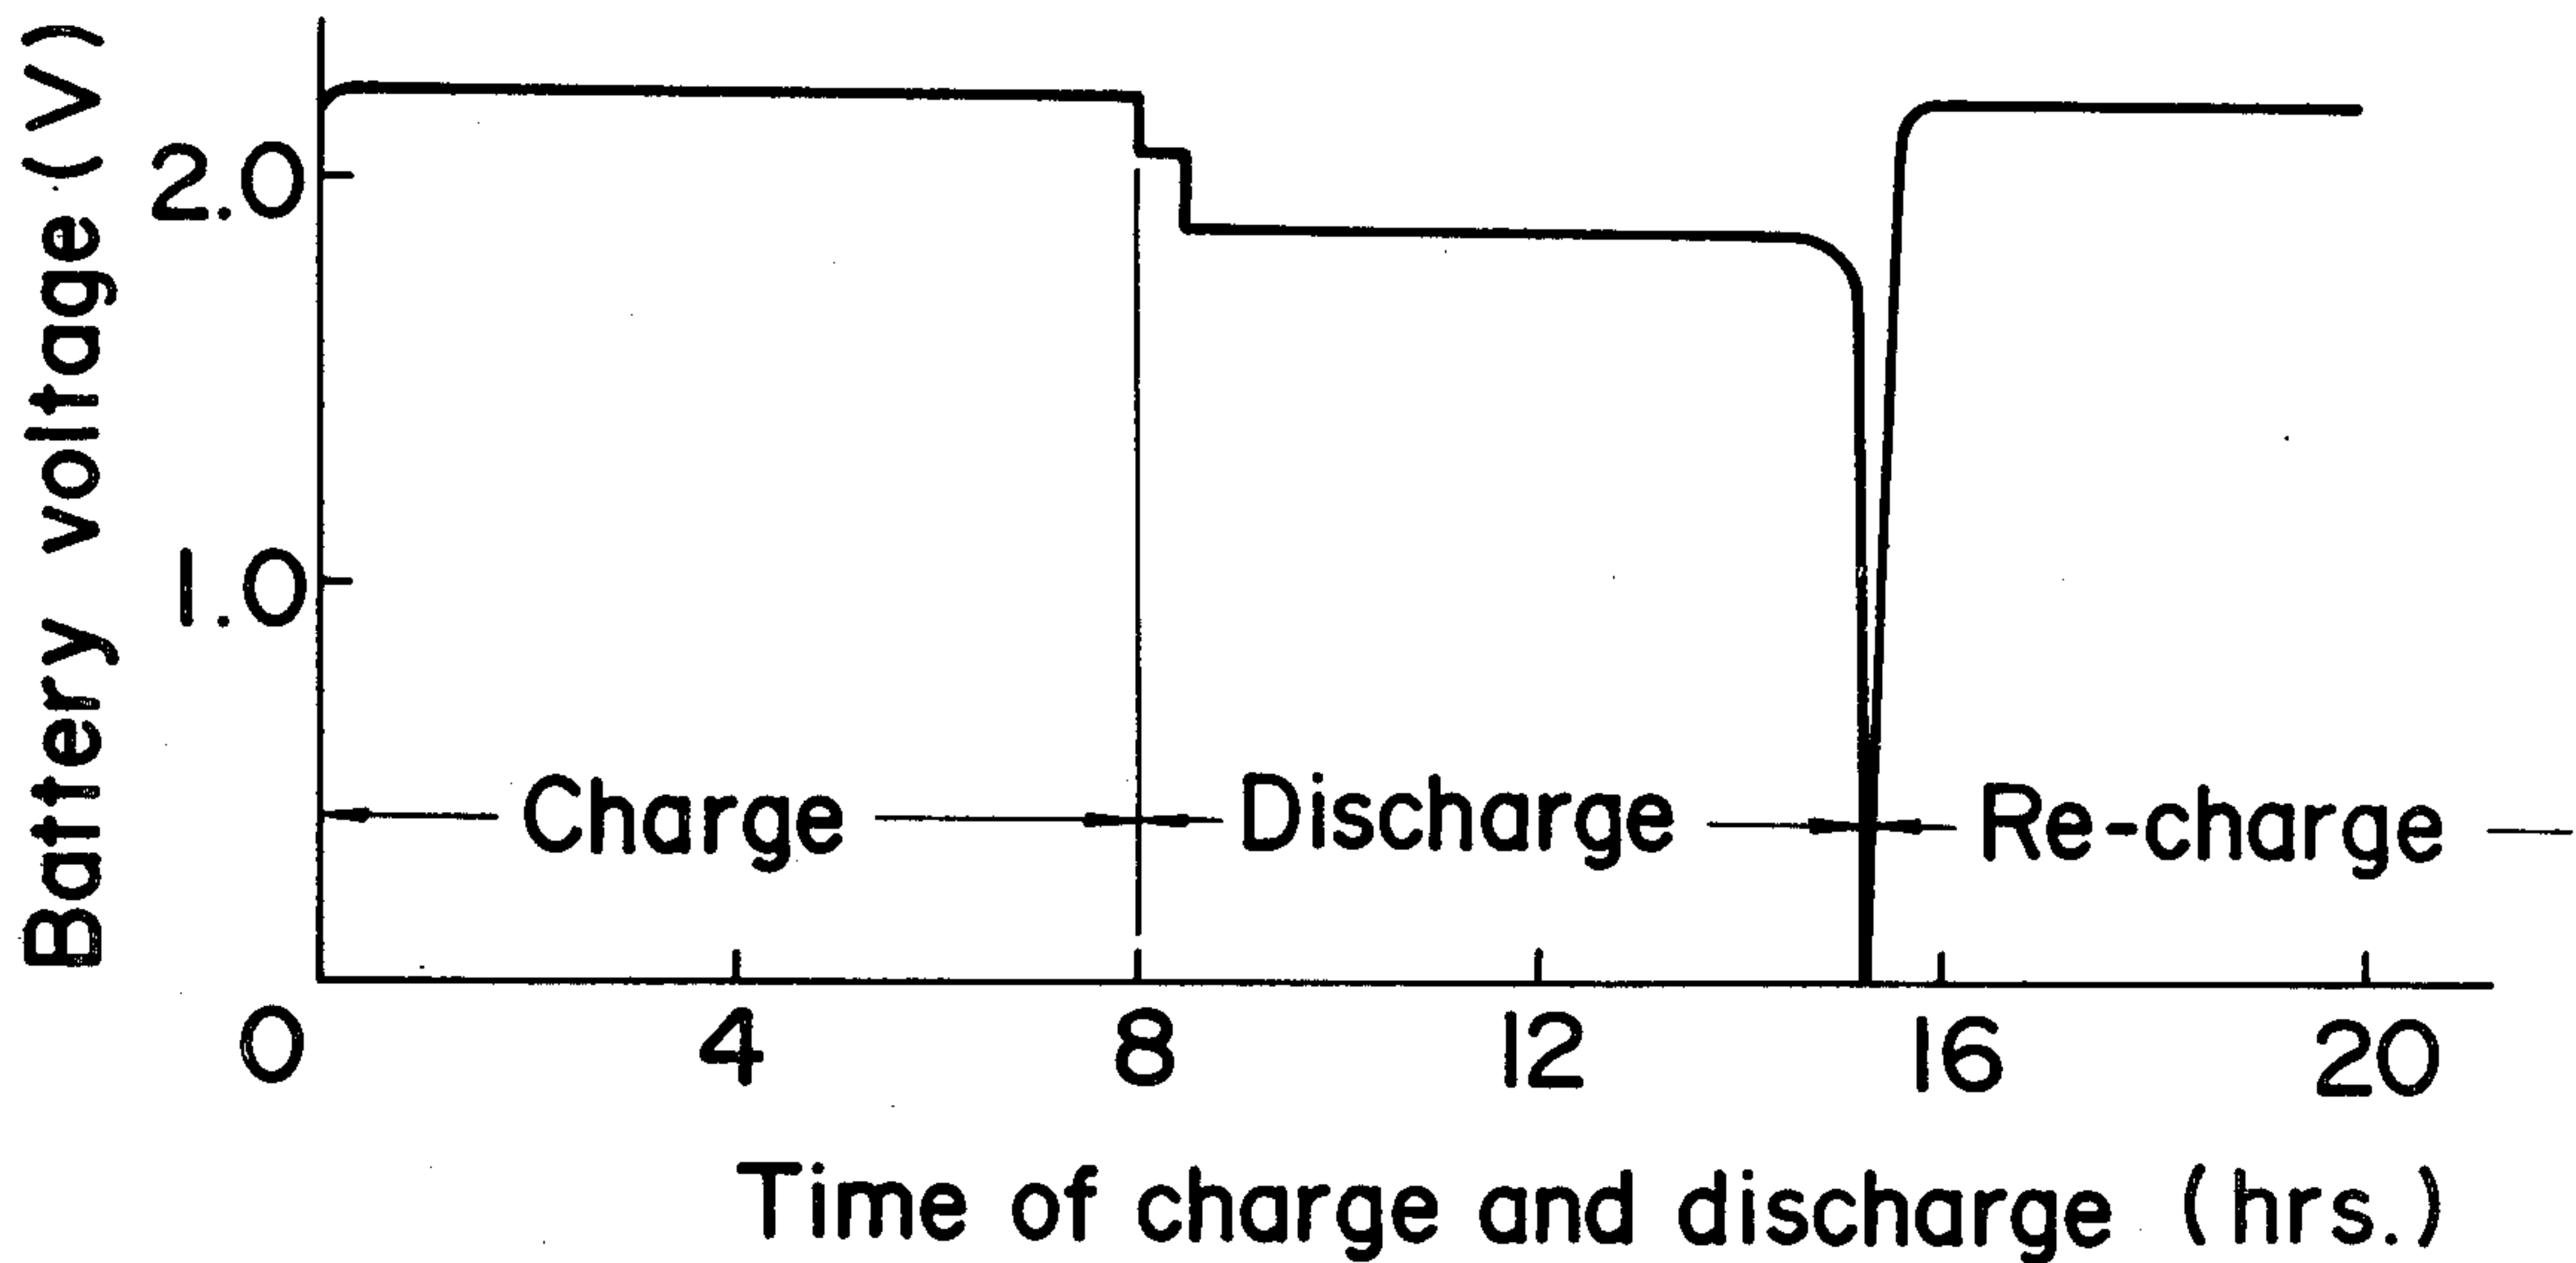 Battery voltage (V)
2.0
1.0
Charge
Discharge
Re-charge
0
4
8
12
16
20
Time of charge and discharge (hrs.)